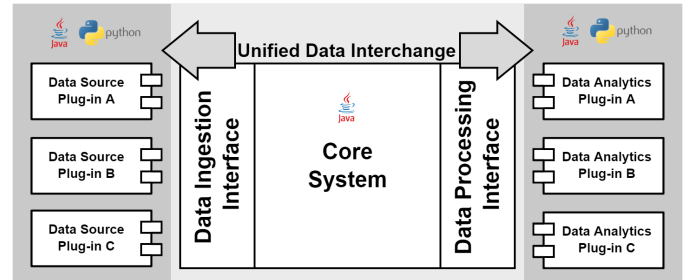 Java
python
Unified Data Interchange
Java
python
Data Source
Plug-in A
Data Source
Plug-in B
Data Source
Plug-in C
Data Ingestion
Interface
Java
Core
System
Data Processing
Interface
Data Analytics
Plug-in A
Data Analytics
Plug-in B
Data Analytics
Plug-in C